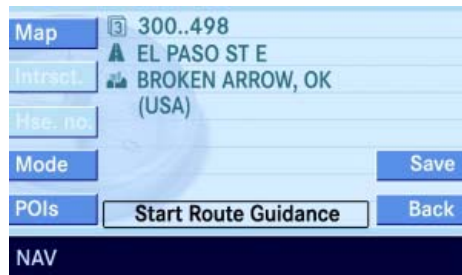 Map
3 300..498
EL PASO ST E
Intrsct.
BROKEN ARROW, OK
(USA)
Hse. no.
Mode
Save
POIs
Start Route Guidance
Back
NAV